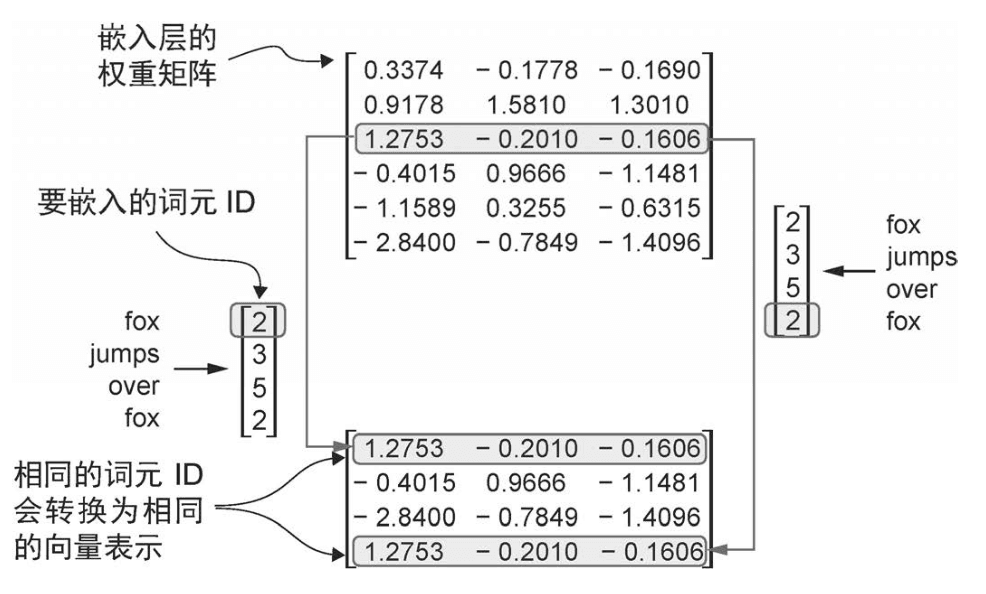 嵌入层的
权重矩阵
0.3374 － 0.1778 － 0.1690
0.9178 1.5810 1.3010
1.2753 － 0.2010 － 0.1606
－ 0.4015 0.9666 － 1.1481
－ 1.1589 0.3255 － 0.6315
－ 2.8400 － 0.7849 － 1.4096
要嵌入的词元 ID
fox
jumps
over
fox
2
3
5
2
2
3
5
2
fox
jumps
over
fox
相同的词元 ID
会转换为相同
的向量表示
1.2753 － 0.2010 － 0.1606
－ 0.4015 0.9666 － 1.1481
－ 2.8400 － 0.7849 － 1.4096
1.2753 － 0.2010 － 0.1606